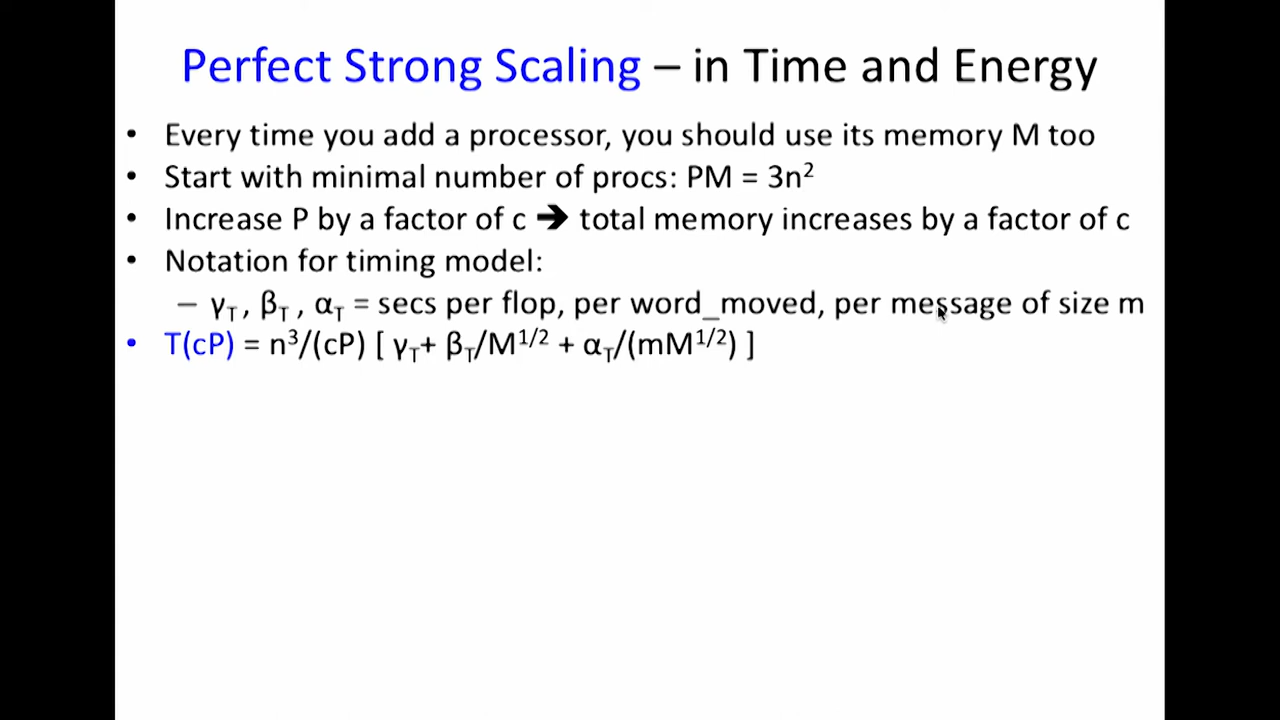 Perfect Strong Scaling – in Time and Energy
• Every time you add a processor, you should use its memory M too
• Start with minimal number of procs: PM = 3n²
• Increase P by a factor of c ➔ total memory increases by a factor of c
• Notation for timing model:
– γT , βT , αT = secs per flop, per word_moved, per message of size m
• T(cP) = n³/(cP) [ γT+ βT/M^1/2 + αT/(mM^1/2) ]